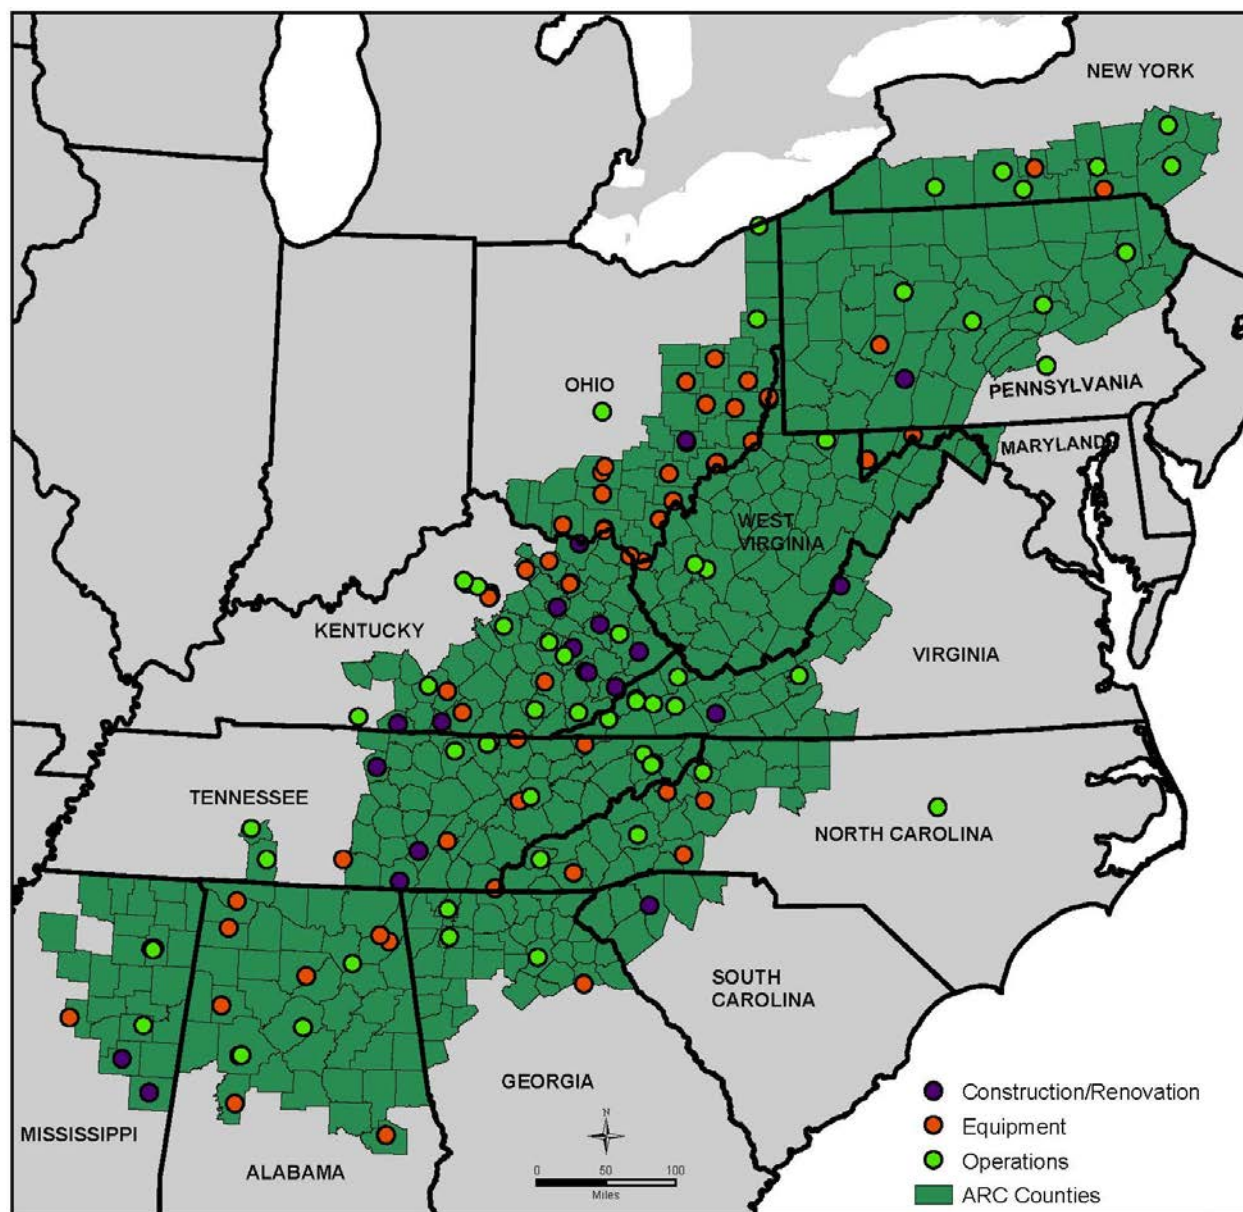 NEW YORK
OHIO
PENNSYLVANIA
MARYLAND
WEST
VIRGINIA
KENTUCKY
VIRGINIA
TENNESSEE
NORTH CAROLINA
SOUTH
CAROLINA
GEORGIA
MISSISSIPPI
ALABAMA
N
0 50 100
Miles
Construction/Renovation
Equipment
Operations
ARC Counties